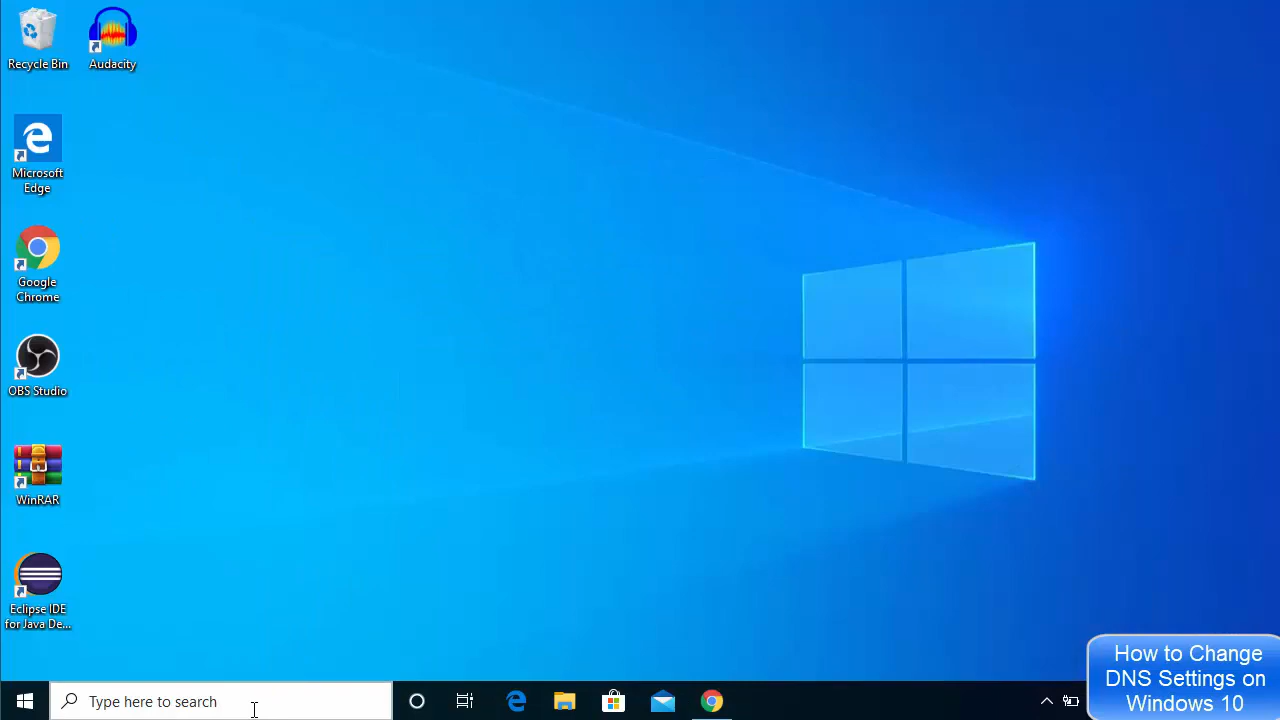 Recycle Bin
Audacity
Microsoft
Edge
Google
Chrome
OBS Studio
WinRAR
Eclipse IDE
for Java De...
Type here to search
How to Change
DNS Settings on
Windows 10